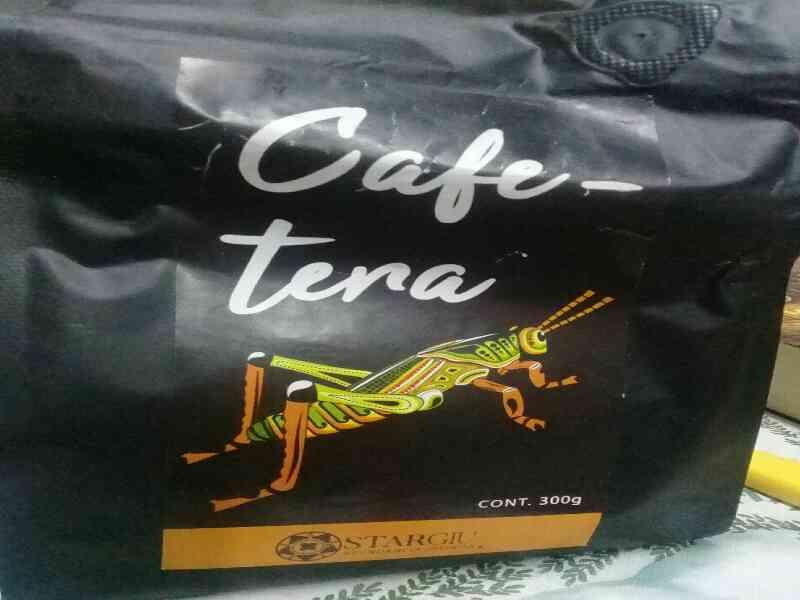 Cafe-
tera
CONT. 300g
STARGIU